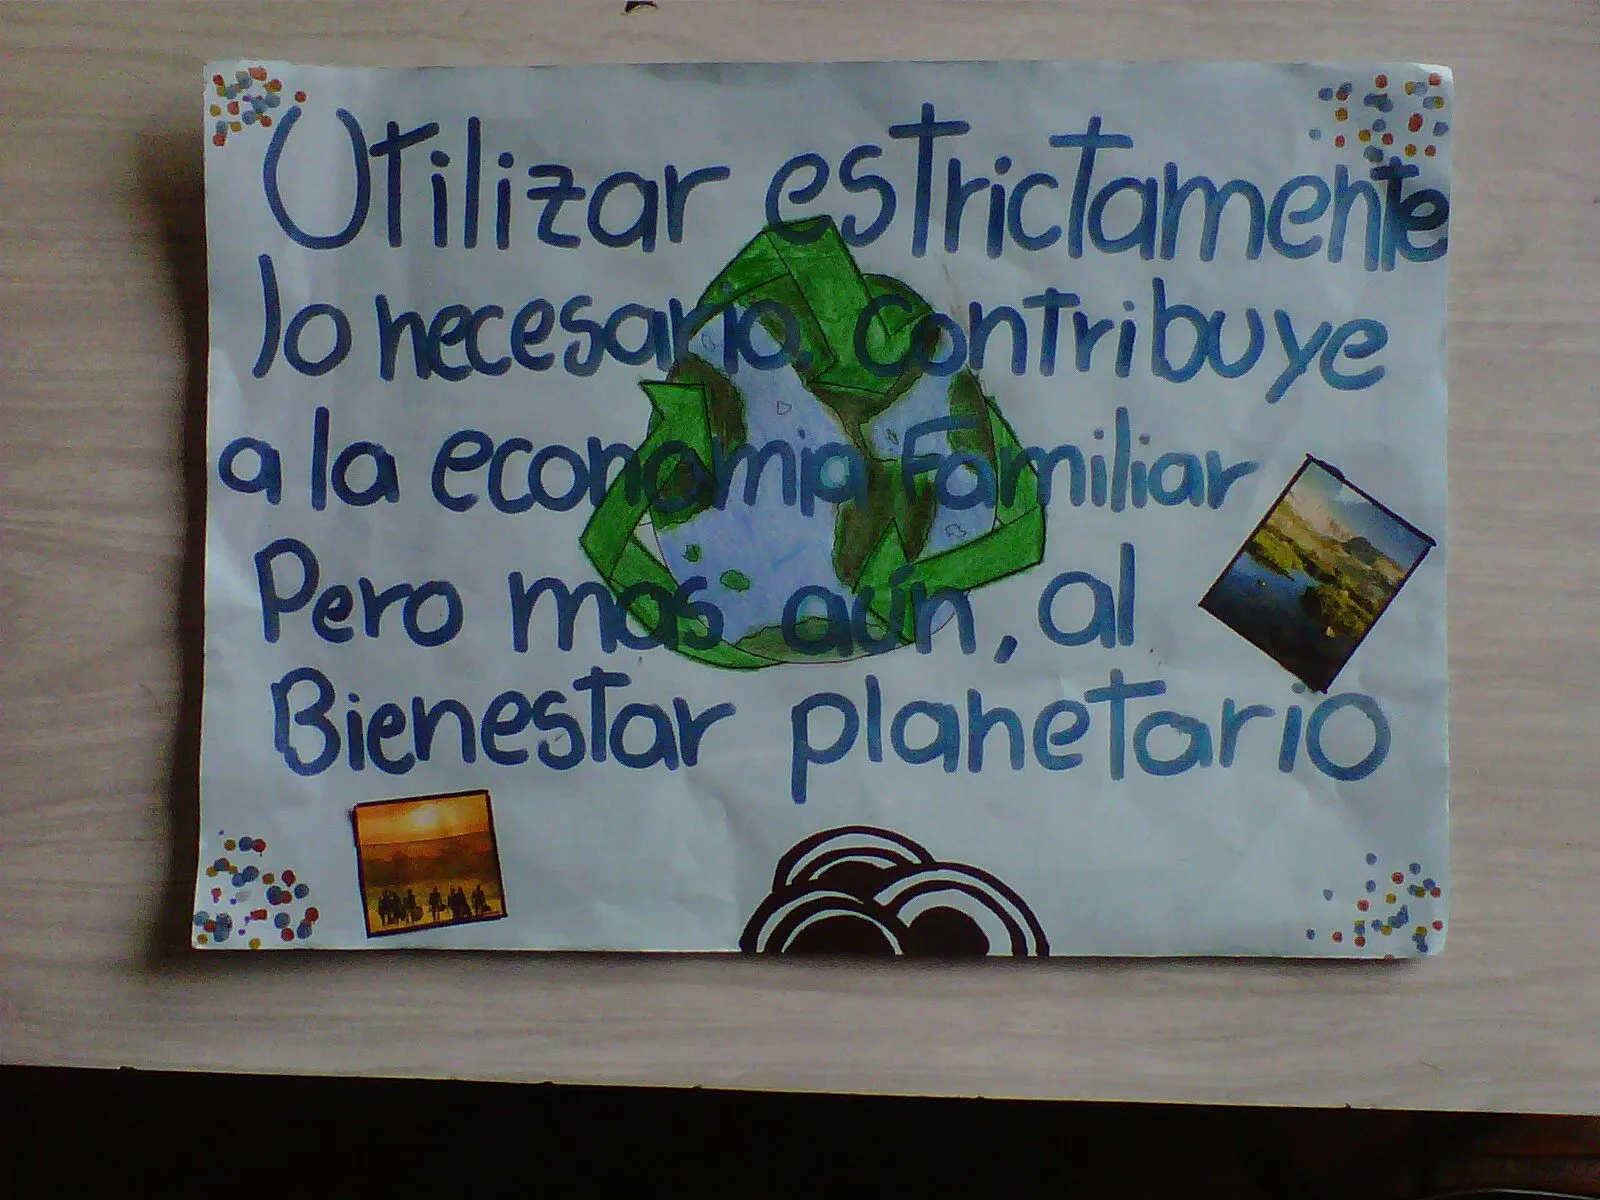 Utilizar estrictamente
lo necesario. contribuye
a la economia Familiar
Pero mas aún, al
Bienestar planetario